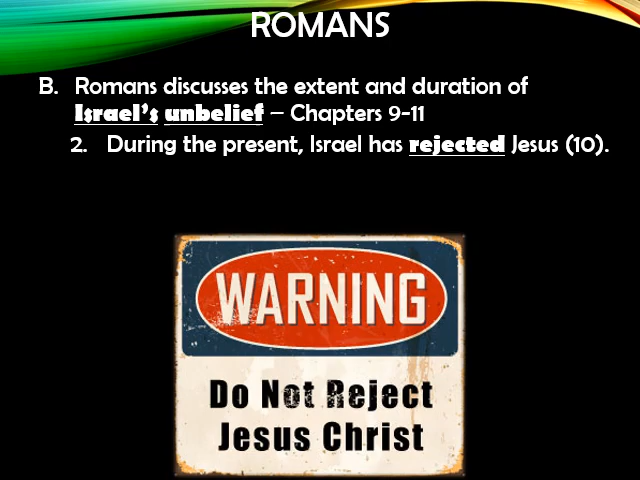 ROMANS
B. Romans discusses the extent and duration of
Israel's unbelief – Chapters 9-11
2. During the present, Israel has rejected Jesus (10).
WARNING
Do Not Reject
Jesus Christ